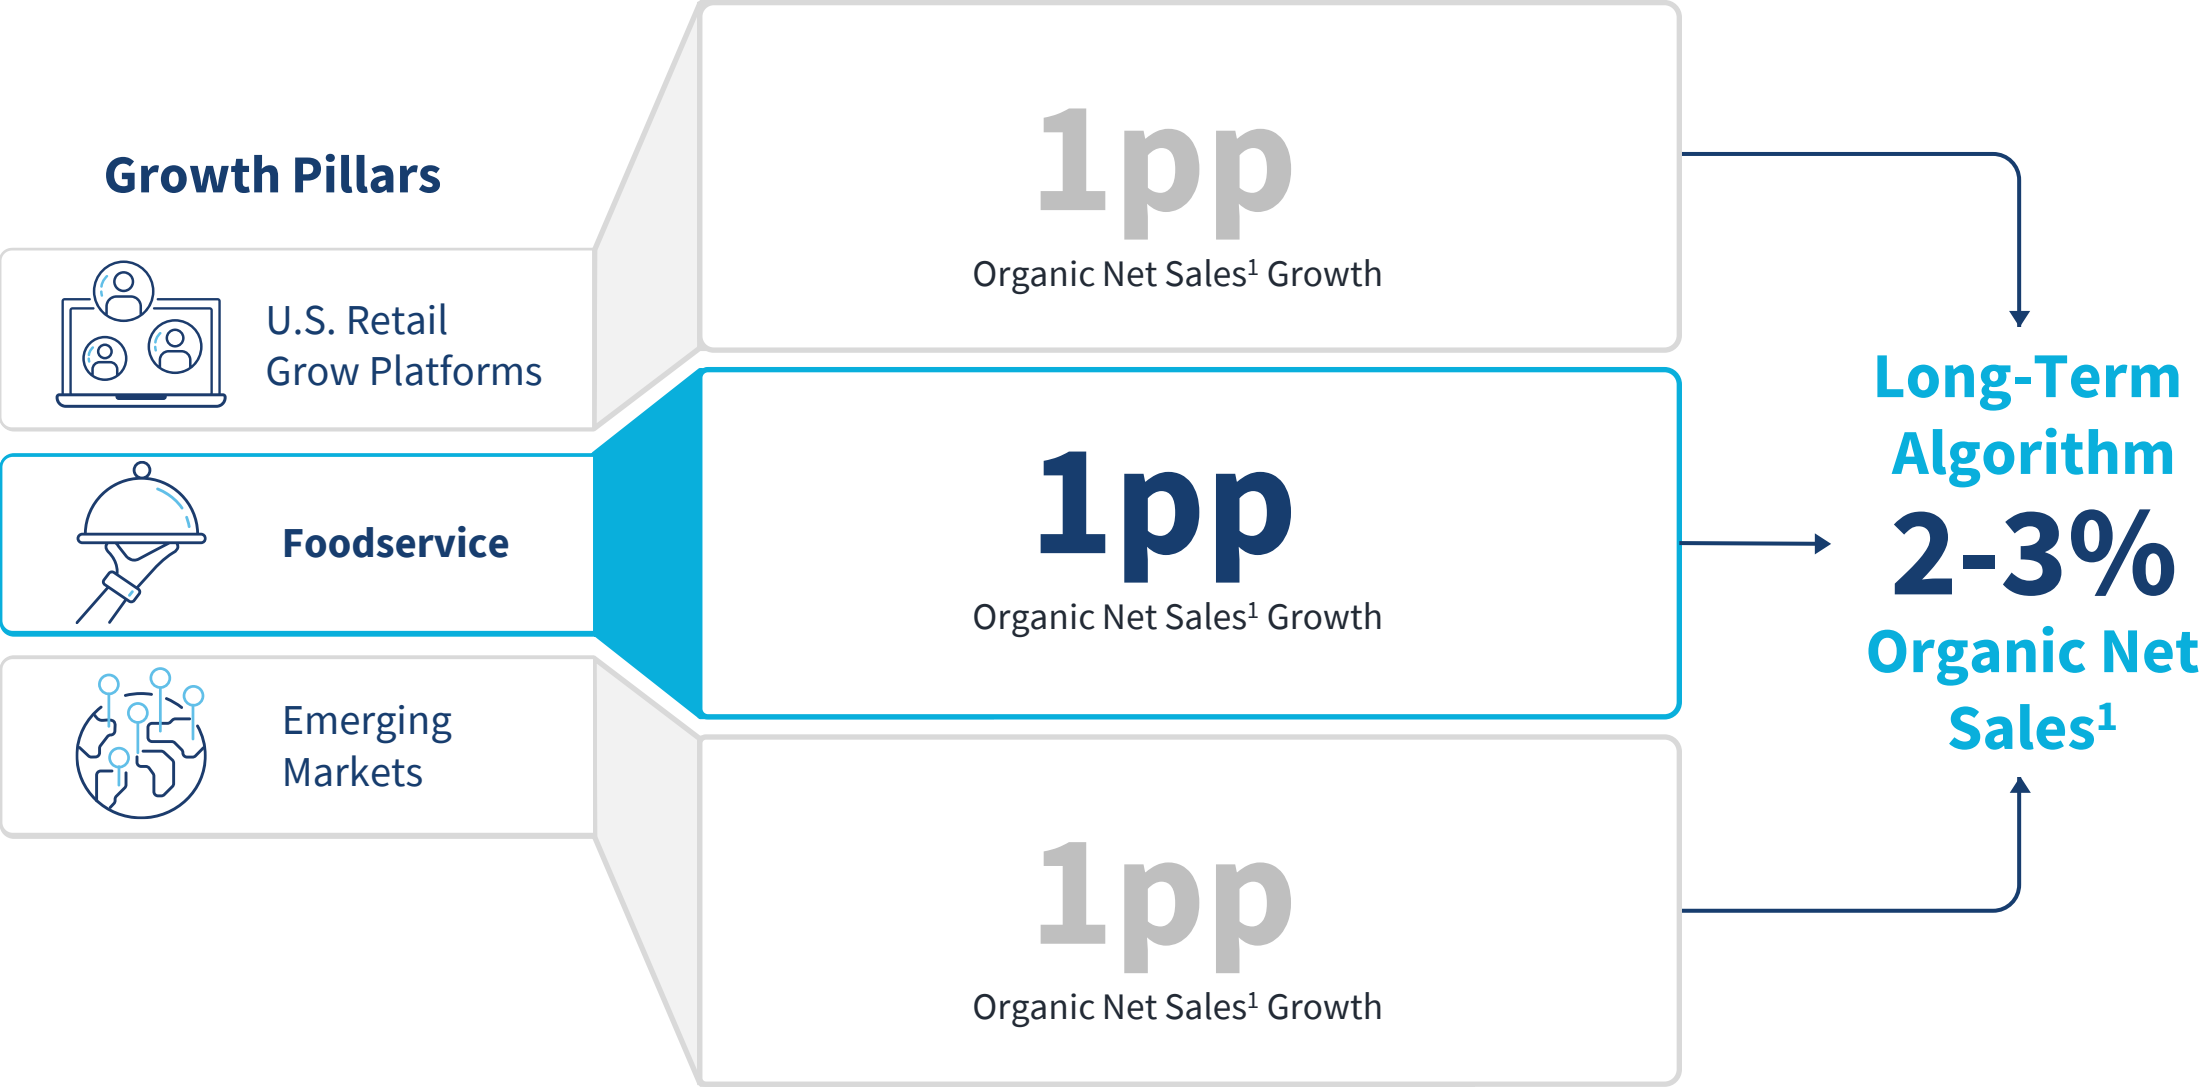 Growth Pillars
U.S. Retail
Grow Platforms
1pp
Organic Net Sales¹ Growth
Foodservice
1pp
Organic Net Sales¹ Growth
Emerging
Markets
1pp
Organic Net Sales¹ Growth
Long-Term
Algorithm
2-3%
Organic Net
Sales¹